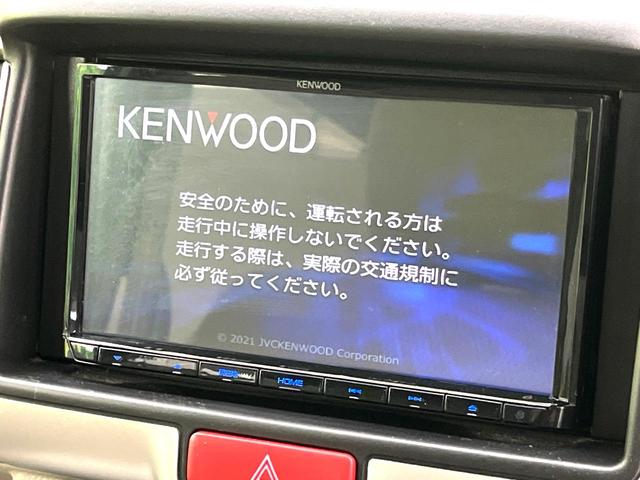 KENWOOD
KENWOOD
安全のために、運転される方は
走行中に操作しないでください。
走行する際は、実際の交通規制に
必ず従ってください。
© 2021 JVCKENWOOD Corporation
HOME